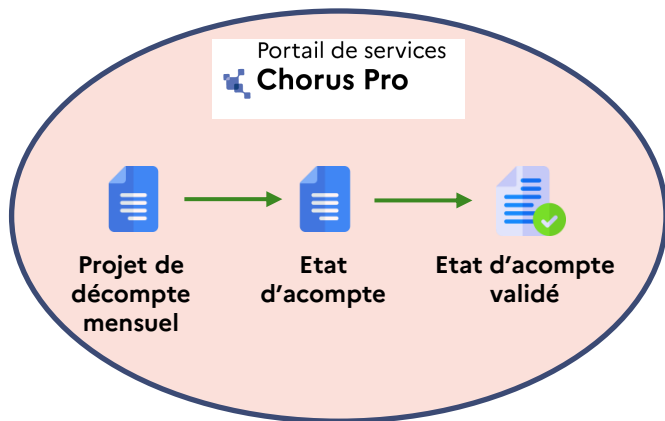 Portail de services
Chorus Pro
Projet de
décompte
mensuel
Etat
d’acompte
Etat d’acompte
validé